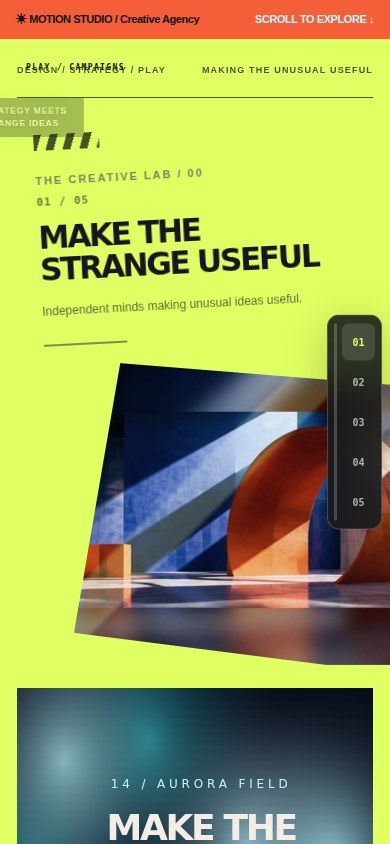 ☀ MOTION STUDIO / Creative Agency
SCROLL TO EXPLORE ↓
PLAY / CAMPAIGNS
DESIGN / STRATEGY / PLAY
MAKING THE UNUSUAL USEFUL
ATEGY MEETS
ANGE IDEAS
THE CREATIVE LAB / 00
01 / 05
MAKE THE
STRANGE USEFUL
Independent minds making unusual ideas useful.
01
02
03
04
05
14 / AURORA FIELD
MAKE THE